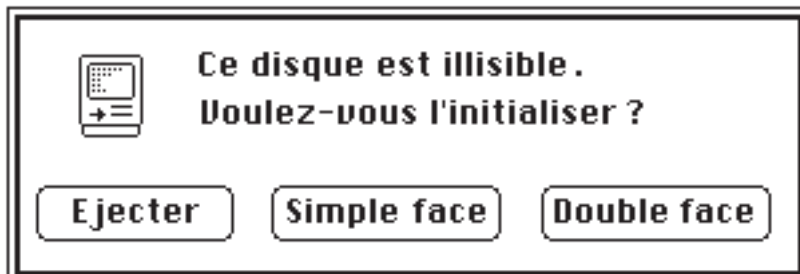 Ce disque est illisible.
Voulez-vous l'initialiser ?
Ejecter
Simple face
Double face